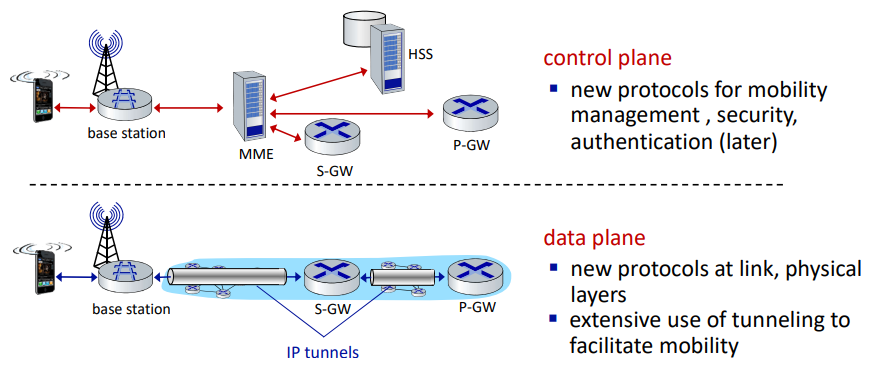 HSS
base station
MME
S-GW
P-GW
control plane
▪ new protocols for mobility
management , security,
authentication (later)
base station
S-GW
P-GW
IP tunnels
data plane
▪ new protocols at link, physical
layers
▪ extensive use of tunneling to
facilitate mobility